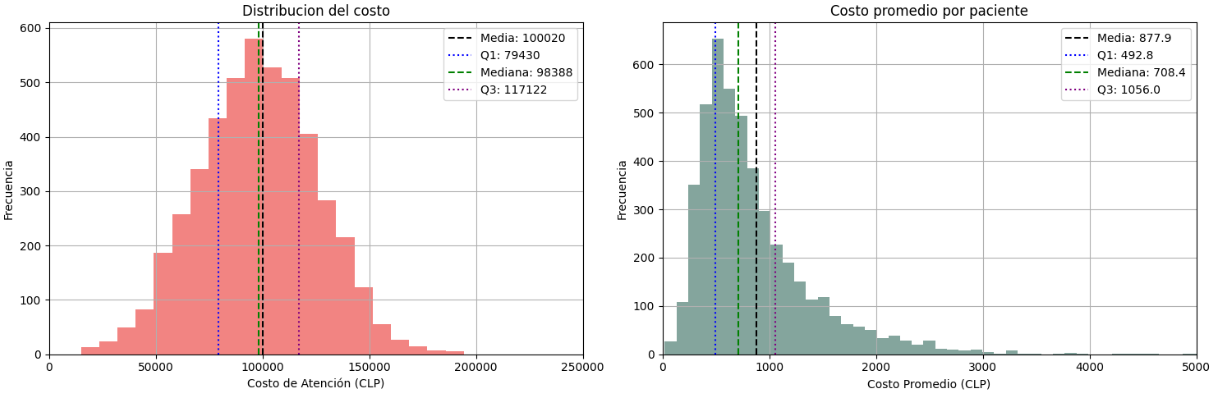 Distribucion del costo
600
500
400
300
200
100
0
Frecuencia
Media: 100020
Q1: 79430
Mediana: 98388
Q3: 117122
0 50000 100000 150000 200000 250000
Costo de Atención (CLP)
Costo promedio por paciente
600
500
400
300
200
100
0
Frecuencia
Media: 877.9
Q1: 492.8
Mediana: 708.4
Q3: 1056.0
0 1000 2000 3000 4000 5000
Costo Promedio (CLP)